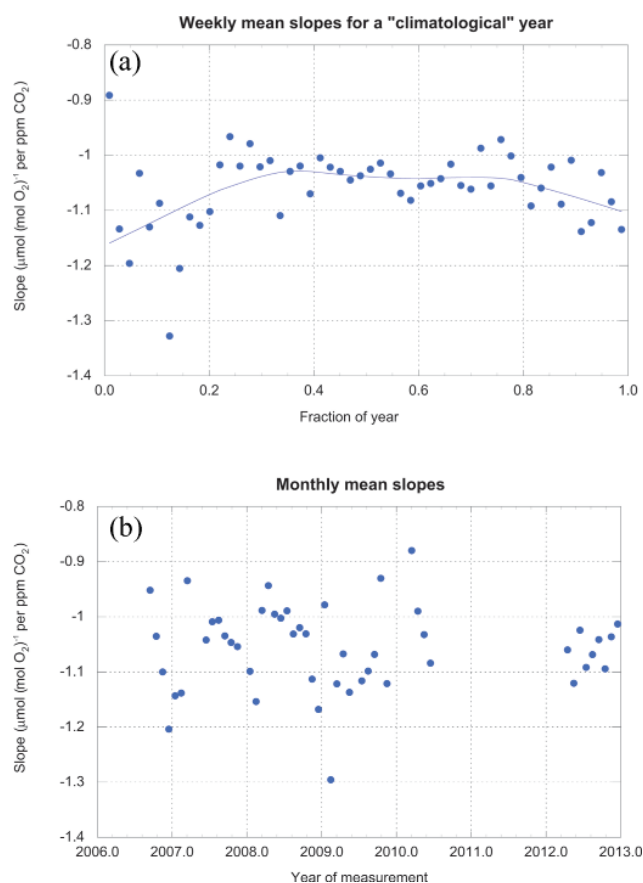 Weekly mean slopes for a "climatological" year
(a)
-0.9
-1
-1.1
-1.2
-1.3
-1.4
Slope (μmol (mol O₂)⁻¹ per ppm CO₂)
0.0 0.2 0.4 0.6 0.8 1.0
Fraction of year
Monthly mean slopes
(b)
-0.8
-0.9
-1
-1.1
-1.2
-1.3
-1.4
Slope (μmol (mol O₂)⁻¹ per ppm CO₂)
2006.0 2007.0 2008.0 2009.0 2010.0 2011.0 2012.0 2013.0
Year of measurement